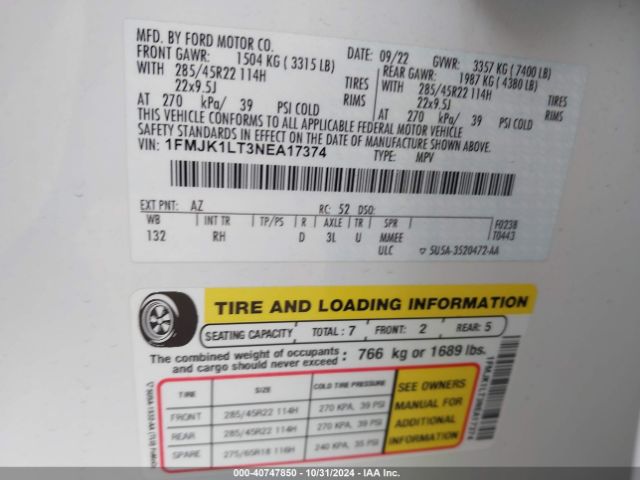 MFD. BY FORD MOTOR CO.
DATE: 09/22 GVWR: 3357 KG (7400 LB)
FRONT GAWR: 1504 KG (3315 LB) REAR GAWR: 1987 KG (4380 LB)
WITH 285/45R22 114H TIRES WITH 285/45R22 114H TIRES
22x9.5J RIMS 22x9.5J RIMS
AT 270 kPa/ 39 PSI COLD AT 270 kPa/ 39 PSI COLD
THIS VEHICLE CONFORMS TO ALL APPLICABLE FEDERAL MOTOR VEHICLE
SAFETY STANDARDS IN EFFECT ON THE DATE OF MANUFACTURE SHOWN ABOVE.
VIN: 1FMJK1LT3NEA17374 TYPE: MPV
EXT PNT: AZ RC: 52 DSO:
WB INT TR TP/PS R AXLE TR SPR F0238
132 RH D 3L U MMEE T0443
ULC 5U5A-3520472-AA
TIRE AND LOADING INFORMATION
SEATING CAPACITY TOTAL: 7 FRONT: 2 REAR: 5
The combined weight of occupants and cargo should never exceed: 766 kg or 1689 lbs.
TIRE SIZE COLD TIRE PRESSURE
FRONT 285/45R22 114H 270 KPA, 39 PSI
REAR 285/45R22 114H 270 KPA, 39 PSI
SPARE 275/65R18 116H 240 KPA, 35 PSI
SEE OWNERS
MANUAL FOR
ADDITIONAL
INFORMATION
1FMJK1LT3NEA17374
000-40747850 - 10/31/2024 - IAA Inc.